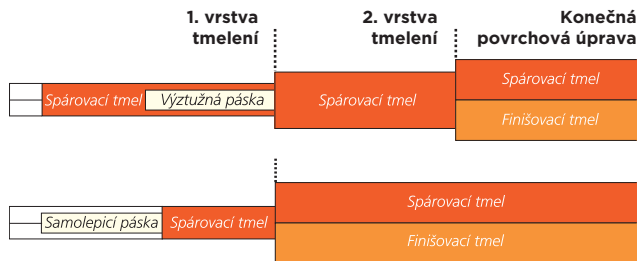 1. vrstva
tmelení
2. vrstva
tmelení
Konečná
povrchová úprava
Spárovací tmel
Výztužná páska
Spárovací tmel
Spárovací tmel
Finišovací tmel
Samolepicí páska
Spárovací tmel
Spárovací tmel
Finišovací tmel